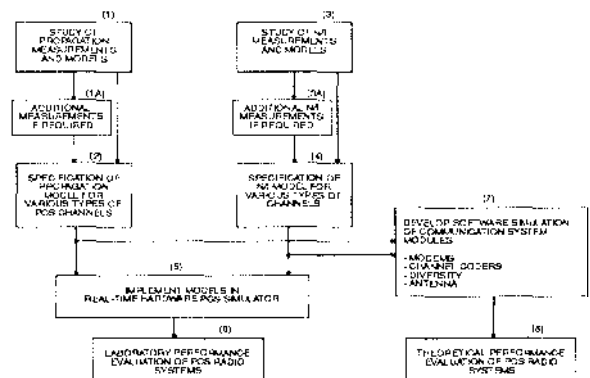 (1)
STUDY OF
PROPAGATION
MEASUREMENTS
AND MODELS
(3)
STUDY OF N/I
MEASUREMENTS
AND MODELS
(1A)
ADDITIONAL
MEASUREMENTS
IF REQUIRED
(3A)
ADDITIONAL N/I
MEASUREMENTS
IF REQUIRED
(2)
SPECIFICATION OF
PROPAGATION
MODEL FOR
VARIOUS TYPES OF
PCS CHANNELS
(4)
SPECIFICATION OF
N/I MODEL FOR
VARIOUS TYPES OF
CHANNELS
(7)
DEVELOP SOFTWARE SIMULATION
OF COMMUNICATION SYSTEM
MODULES
- MODEMS
- CHANNEL CODERS
- DIVERSITY
- ANTENNA
(5)
IMPLEMENT MODELS IN
REAL-TIME HARDWARE PCS SIMULATOR
(6)
LABORATORY PERFORMANCE
EVALUATION OF PCS RADIO
SYSTEMS
(8)
THEORETICAL PERFORMANCE
EVALUATION OF PCS RADIO
SYSTEMS